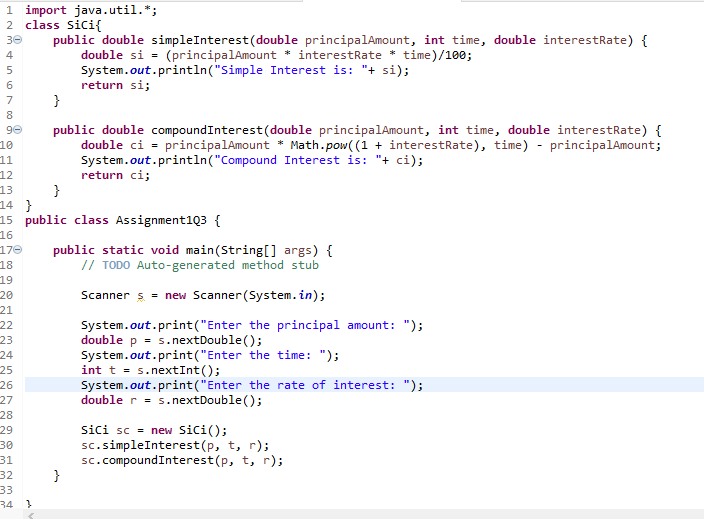 1 import java.util.*;
2 class SiCi{
3 public double simpleInterest(double principalAmount, int time, double interestRate) {
4 double si = (principalAmount * interestRate * time)/100;
5 System.out.println("Simple Interest is: "+ si);
6 return si;
7 }
8
9 public double compoundInterest(double principalAmount, int time, double interestRate) {
10 double ci = principalAmount * Math.pow((1 + interestRate), time) - principalAmount;
11 System.out.println("Compound Interest is: "+ ci);
12 return ci;
13 }
14 }
15 public class Assignment1Q3 {
16
17 public static void main(String[] args) {
18 // TODO Auto-generated method stub
19
20 Scanner s = new Scanner(System.in);
21
22 System.out.print("Enter the principal amount: ");
23 double p = s.nextDouble();
24 System.out.print("Enter the time: ");
25 int t = s.nextInt();
26 System.out.print("Enter the rate of interest: ");
27 double r = s.nextDouble();
28
29 SiCi sc = new SiCi();
30 sc.simpleInterest(p, t, r);
31 sc.compoundInterest(p, t, r);
32 }
33
34 }